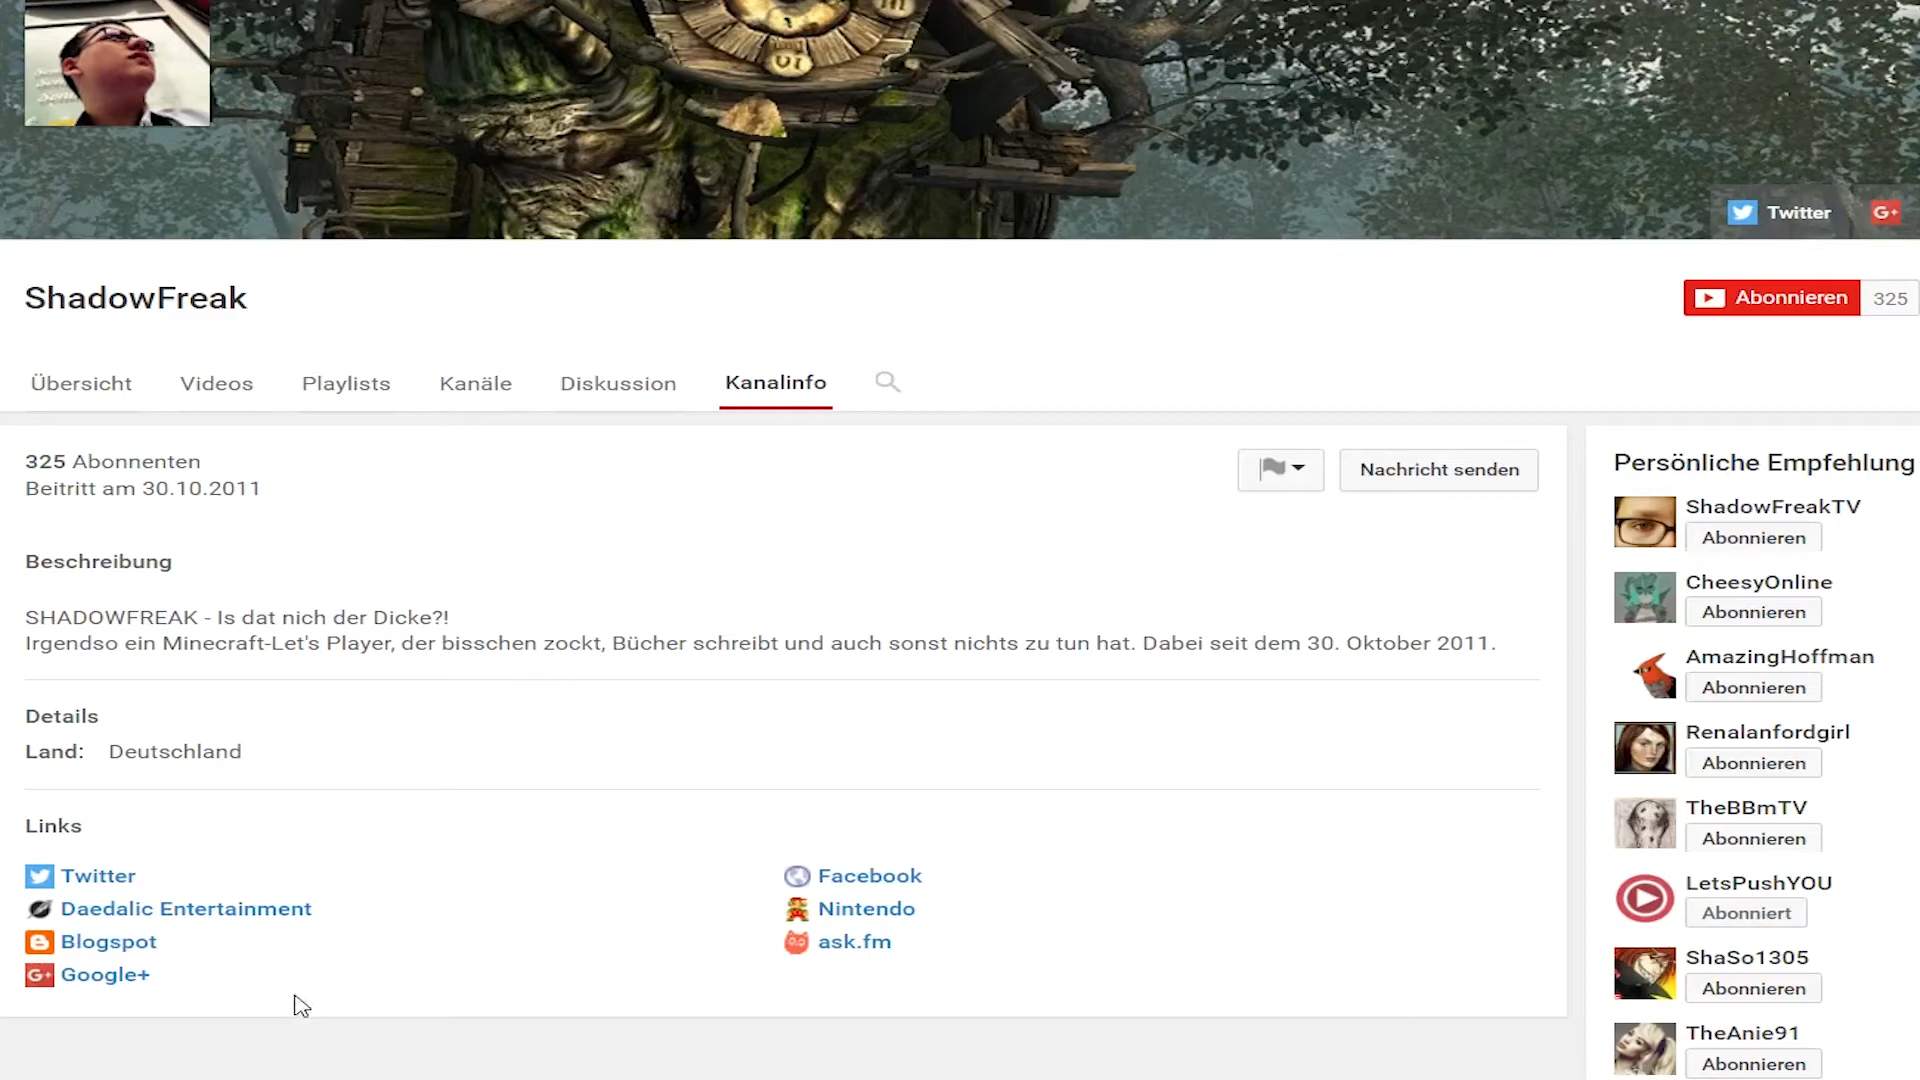 Twitter
ShadowFreak
Abonnieren 325
Übersicht Videos Playlists Kanäle Diskussion Kanalinfo
325 Abonnenten
Beitritt am 30.10.2011
Nachricht senden
Beschreibung
SHADOWFREAK - Is dat nich der Dicke?!
Irgendso ein Minecraft-Let's Player, der bisschen zockt, Bücher schreibt und auch sonst nichts zu tun hat. Dabei seit dem 30. Oktober 2011.
Details
Land: Deutschland
Links
Twitter
Daedalic Entertainment
Blogspot
Google+
Facebook
Nintendo
ask.fm
Persönliche Empfehlung
ShadowFreakTV
Abonnieren
CheesyOnline
Abonnieren
AmazingHoffman
Abonnieren
Renalanfordgirl
Abonnieren
TheBBmTV
Abonnieren
LetsPushYOU
Abonniert
ShaSo1305
Abonnieren
TheAnie91
Abonnieren